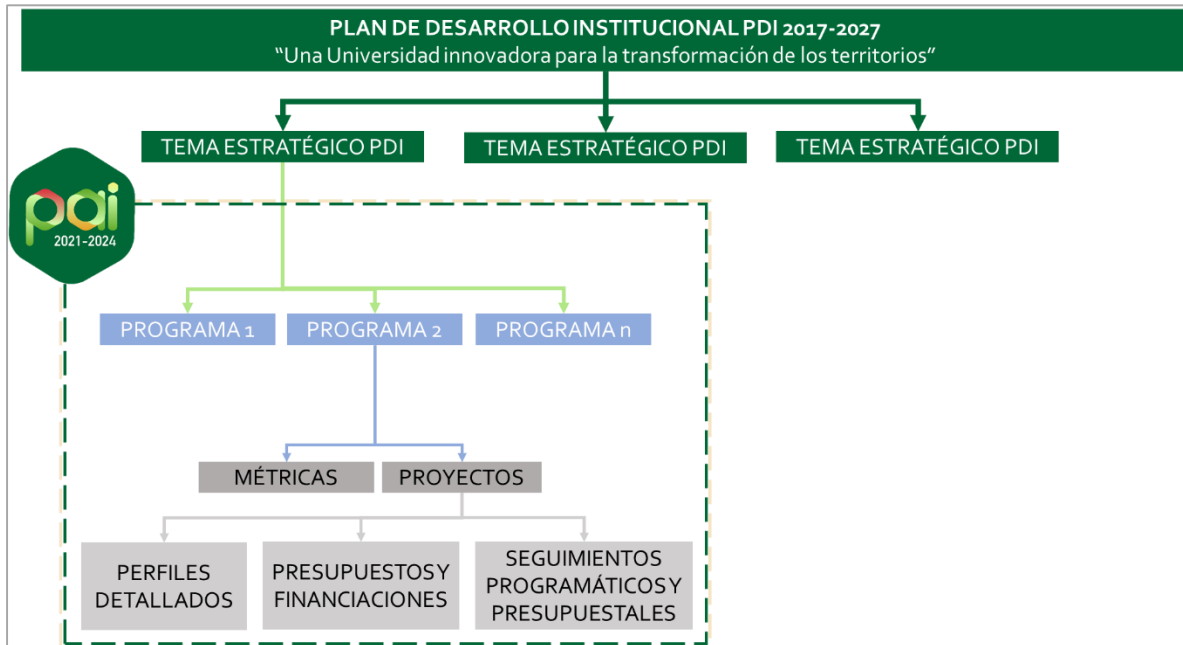 PLAN DE DESARROLLO INSTITUCIONAL PDI 2017-2027
“Una Universidad innovadora para la transformación de los territorios”
TEMA ESTRATÉGICO PDI
TEMA ESTRATÉGICO PDI
TEMA ESTRATÉGICO PDI
pai
2021-2024
PROGRAMA 1
PROGRAMA 2
PROGRAMA n
MÉTRICAS
PROYECTOS
PERFILES
DETALLADOS
PRESUPUESTOS Y
FINANCIACIONES
SEGUIMIENTOS
PROGRAMÁTICOS Y
PRESUPUESTALES